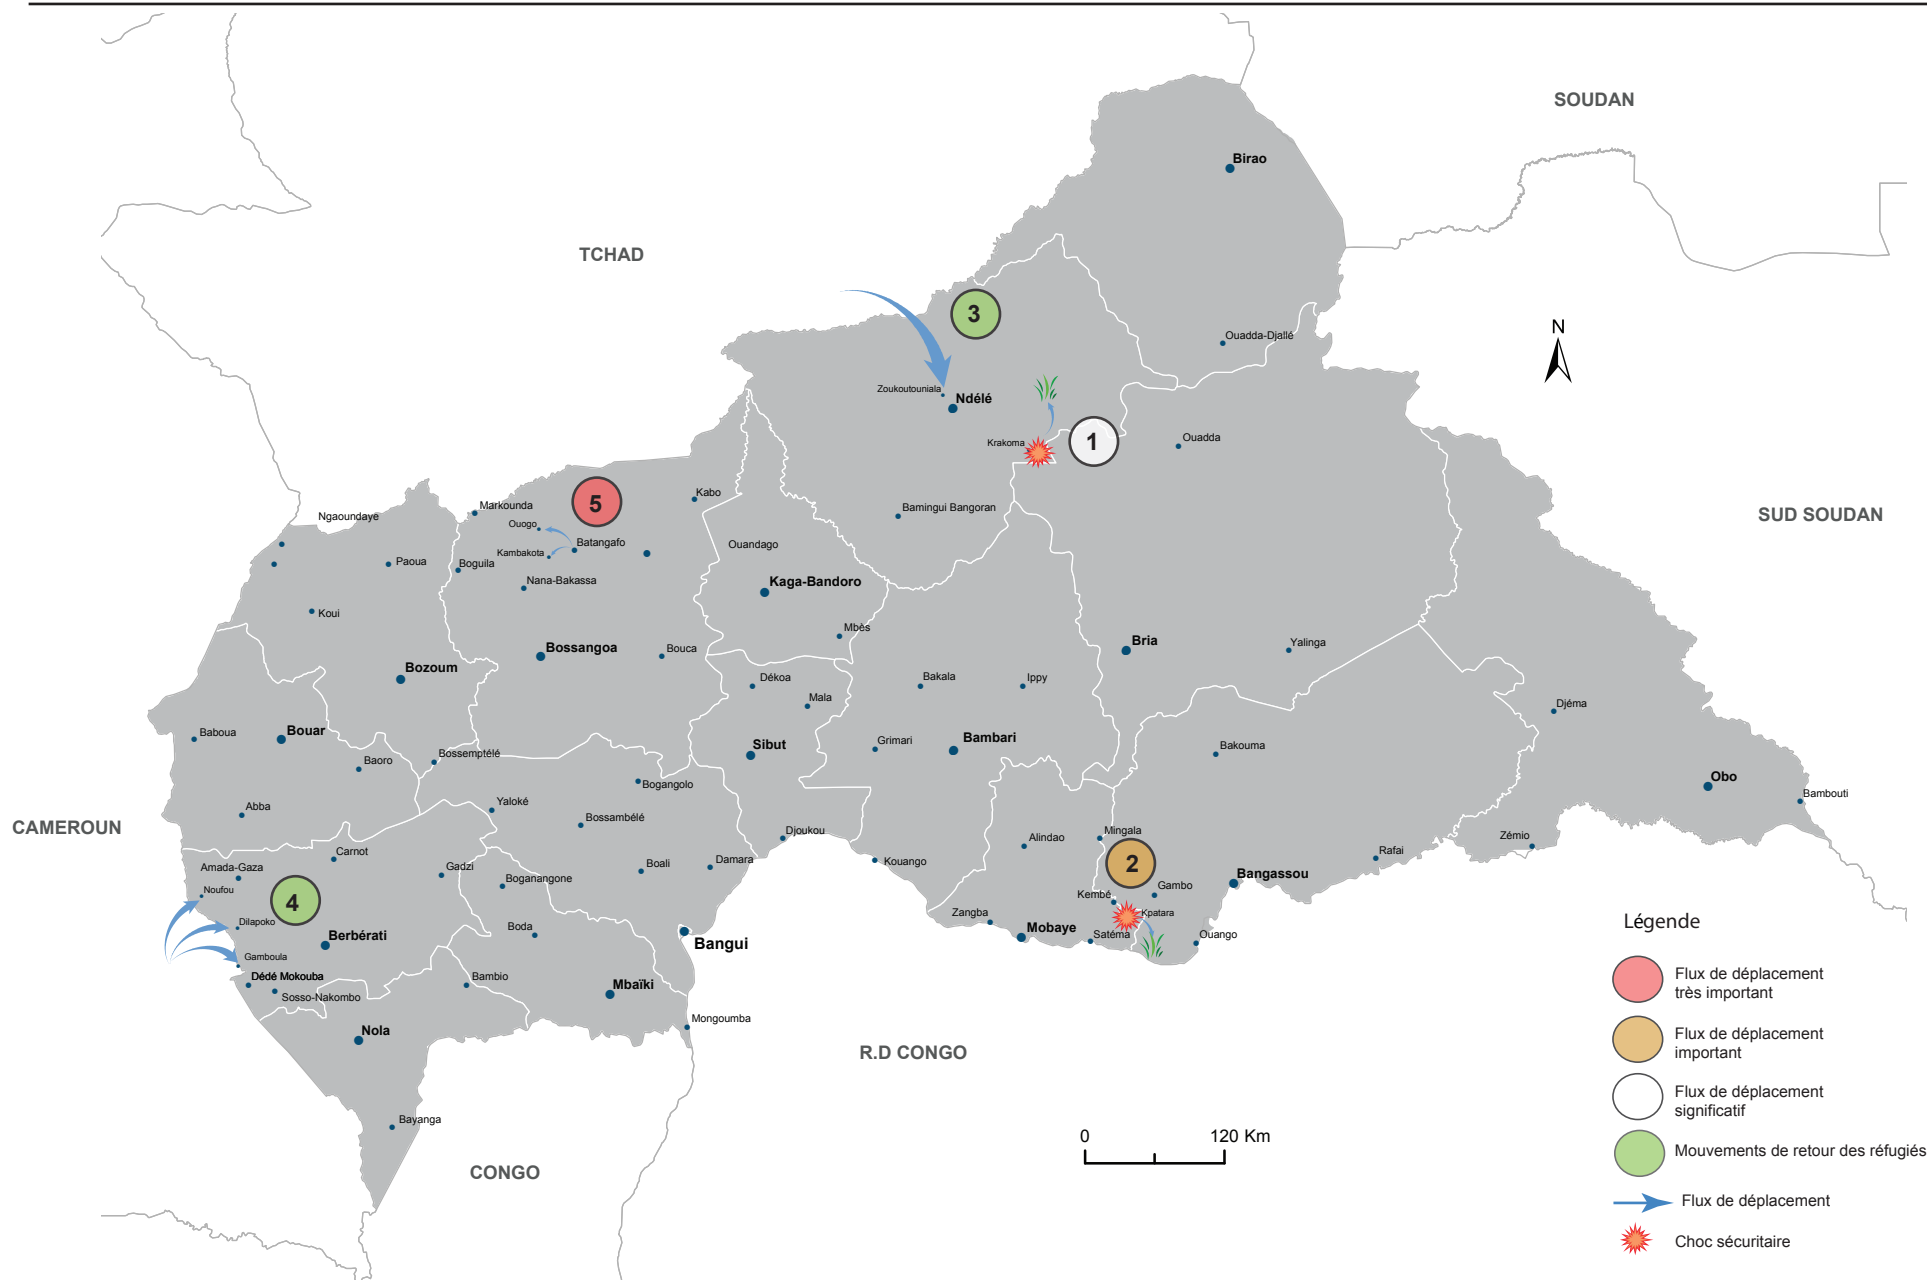 SOUDAN
Birao
TCHAD
3
N
Ouadda-Djallé
Zoukoutouniala
Ndélé
Krakoma
1
Ouadda
5
Kabo
Markounda
Ngaoundaye
Ouogo
Bamingui Bangoran
SUD SOUDAN
Batangafo
Kambakota
Ouandago
Paoua
Boguila
Nana-Bakassa
Kaga-Bandoro
Koui
Mbès
Bossangoa
Bouca
Bria
Yalinga
Bozoum
Dékoa
Bakala
Ippy
Mala
Djéma
Baboua
Bouar
Bossemptélé
Baoro
Sibut
Grimari
Bambari
Bakouma
Obo
Bambouti
Bogangolo
Abba
Yaloké
Bossambélé
CAMEROUN
Djoukou
Alindao
Mingala
Zémio
Carnot
Amada-Gaza
Gadzi
Boali
Damara
Kouango
2
Rafai
Boganangone
Noufou
4
Kembé
Gambo
Bangassou
Dilapoko
Berbérati
Boda
Bangui
Zangba
Mobaye
Kpatara
Satéma
Ouango
Gamboula
Dédé Mokouba
Sosso-Nakombo
Bambio
Mbaïki
Nola
Mongoumba
R.D CONGO
Bayanga
CONGO
0
120 Km
Légende
Flux de déplacement
très important
Flux de déplacement
important
Flux de déplacement
significatif
Mouvements de retour des réfugiés
Flux de déplacement
Choc sécuritaire